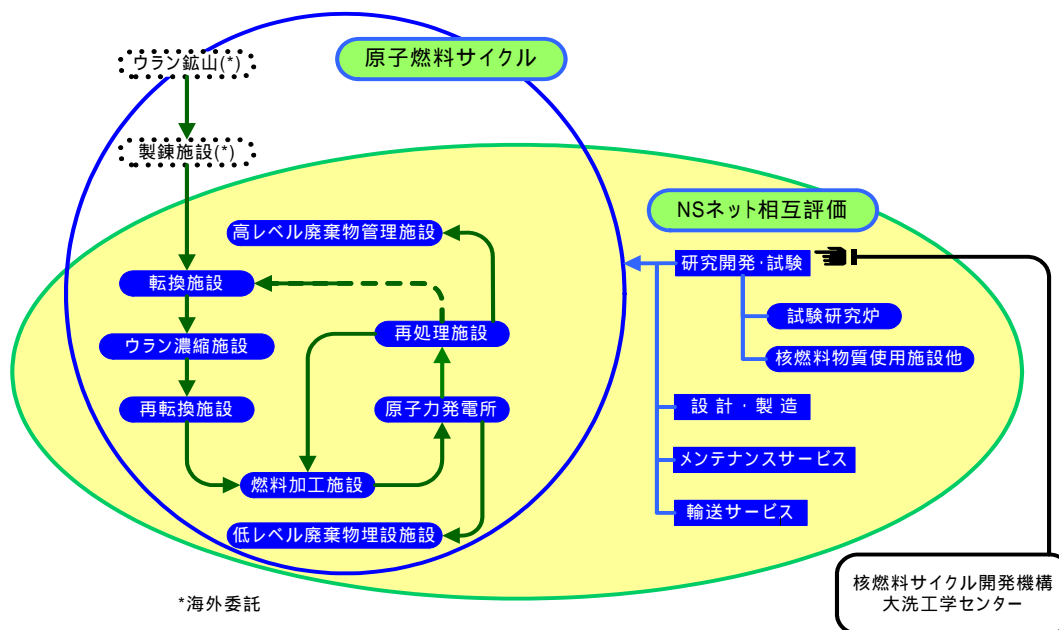 ウラン鉱山(*)
原子燃料サイクル
製錬施設(*)
NSネット相互評価
高レベル廃棄物管理施設
研究開発・試験
転換施設
試験研究炉
再処理施設
ウラン濃縮施設
核燃料物質使用施設他
再転換施設
原子力発電所
設計・製造
メンテナンスサービス
燃料加工施設
輸送サービス
低レベル廃棄物埋設施設
核燃料サイクル開発機構
大洗工学センター
*海外委託